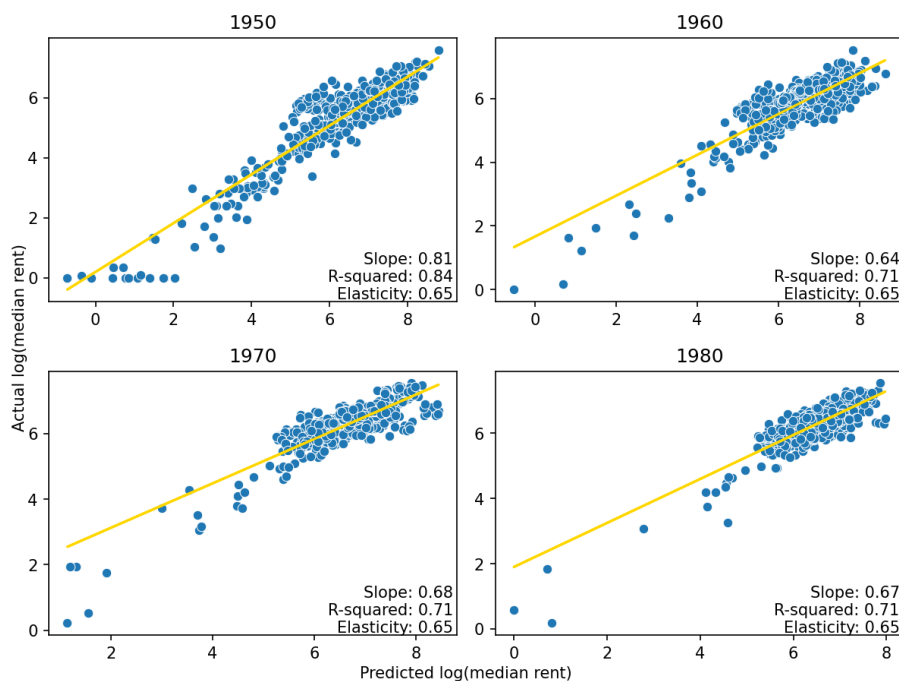 1950
1960
6
4
2
0
0 2 4 6 8
Slope: 0.81
R-squared: 0.84
Elasticity: 0.65
8
6
4
2
0
0 2 4 6 8
Slope: 0.64
R-squared: 0.71
Elasticity: 0.65
Actual log(median rent)
1970
1980
6
4
2
0
2 4 6 8
Slope: 0.68
R-squared: 0.71
Elasticity: 0.65
8
6
4
2
0
0 2 4 6 8
Slope: 0.67
R-squared: 0.71
Elasticity: 0.65
Predicted log(median rent)